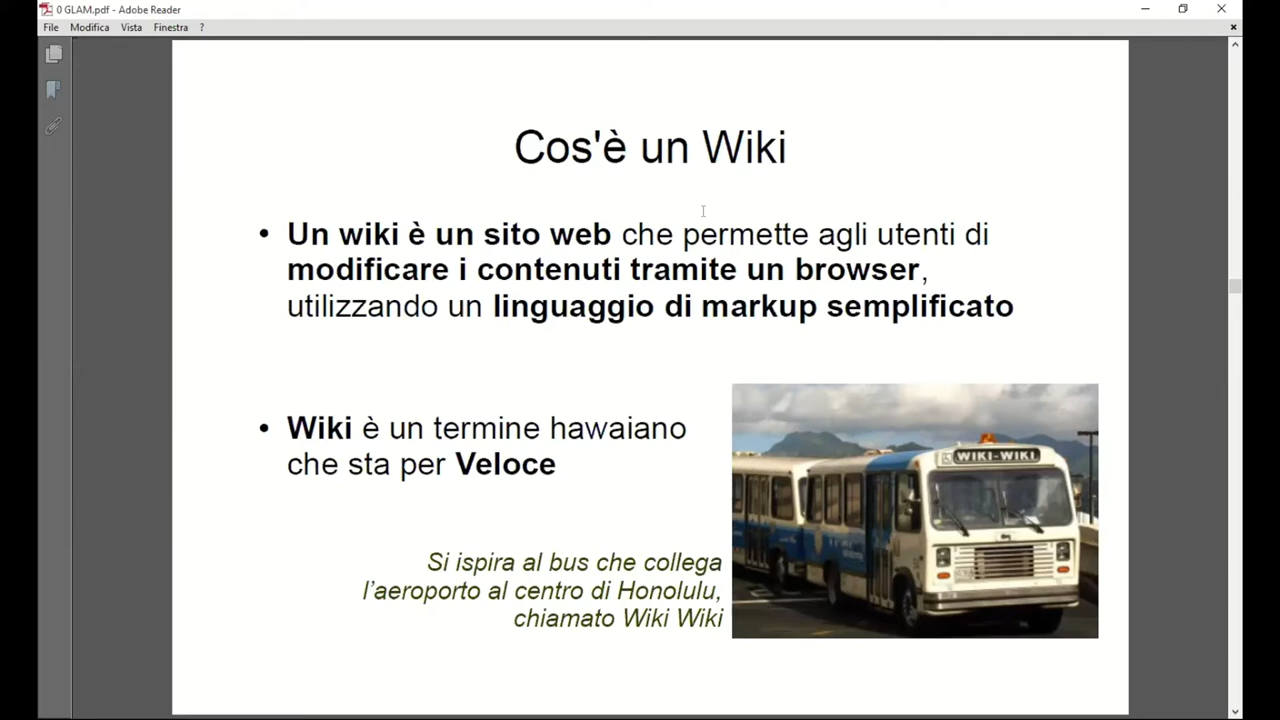 0 GLAM.pdf - Adobe Reader
File Modifica Vista Finestra ?
Cos'è un Wiki
• Un wiki è un sito web che permette agli utenti di
modificare i contenuti tramite un browser,
utilizzando un linguaggio di markup semplificato
• Wiki è un termine hawaiano
che sta per Veloce
WIKI-WIKI
Si ispira al bus che collega
l'aeroporto al centro di Honolulu,
chiamato Wiki Wiki